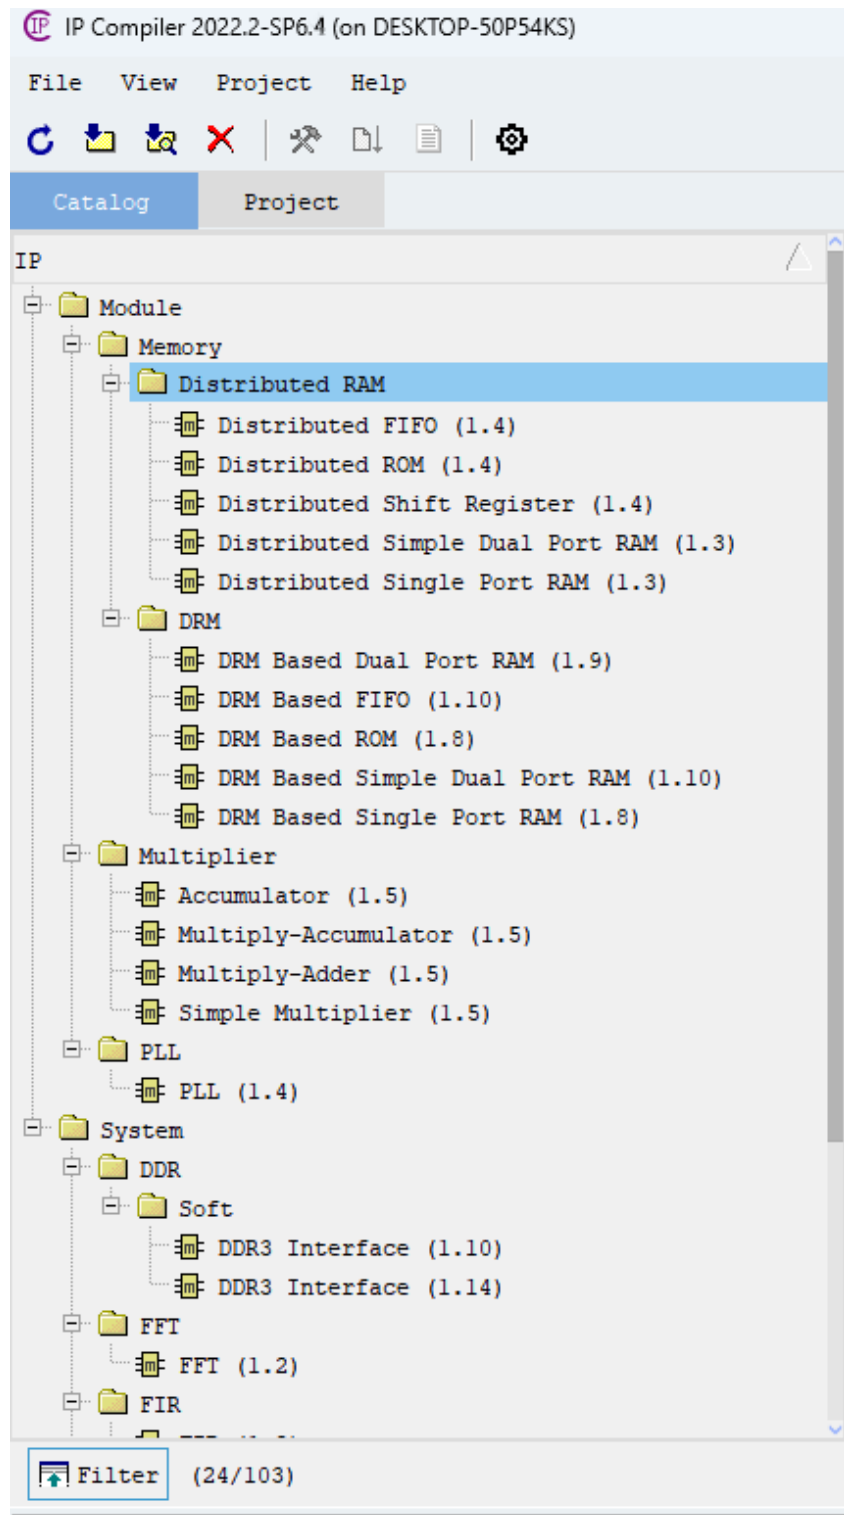 IP Compiler 2022.2-SP6.4 (on DESKTOP-50P54KS)
File View Project Help
Catalog Project
IP
Module
Memory
Distributed RAM
Distributed FIFO (1.4)
Distributed ROM (1.4)
Distributed Shift Register (1.4)
Distributed Simple Dual Port RAM (1.3)
Distributed Single Port RAM (1.3)
DRM
DRM Based Dual Port RAM (1.9)
DRM Based FIFO (1.10)
DRM Based ROM (1.8)
DRM Based Simple Dual Port RAM (1.10)
DRM Based Single Port RAM (1.8)
Multiplier
Accumulator (1.5)
Multiply-Accumulator (1.5)
Multiply-Adder (1.5)
Simple Multiplier (1.5)
PLL
PLL (1.4)
System
DDR
Soft
DDR3 Interface (1.10)
DDR3 Interface (1.14)
FFT
FFT (1.2)
FIR
Filter (24/103)